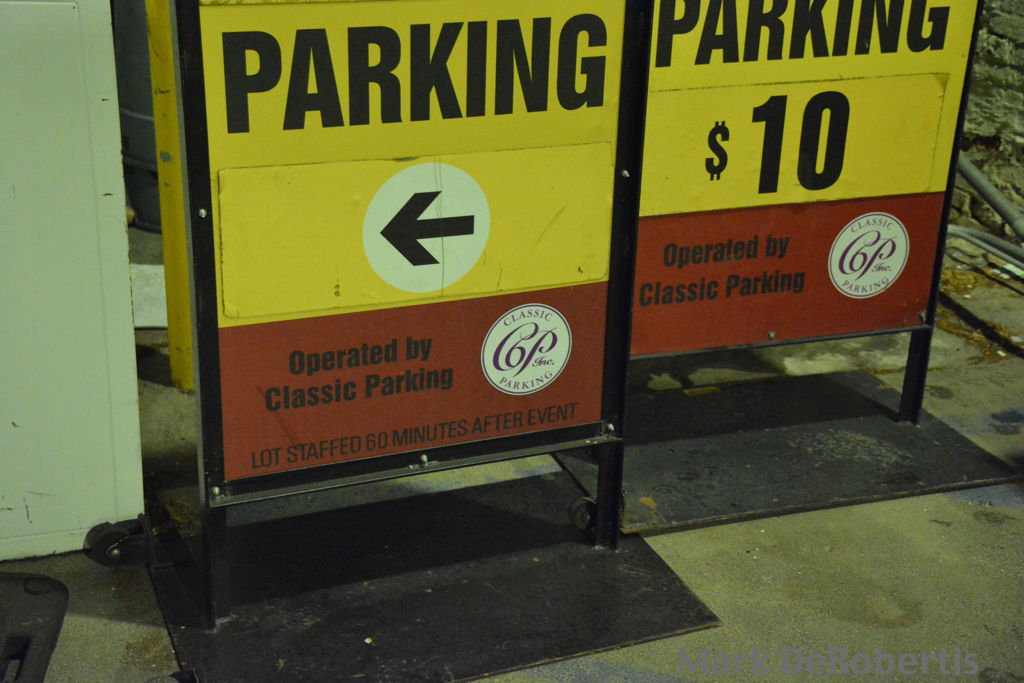 PARKING
Operated by
Classic Parking
CLASSIC
CP Inc.
PARKING
LOT STAFFED 60 MINUTES AFTER EVENT
PARKING
$ 10
Operated by
Classic Parking
CLASSIC
CP Inc.
PARKING
Mark DeRobertis